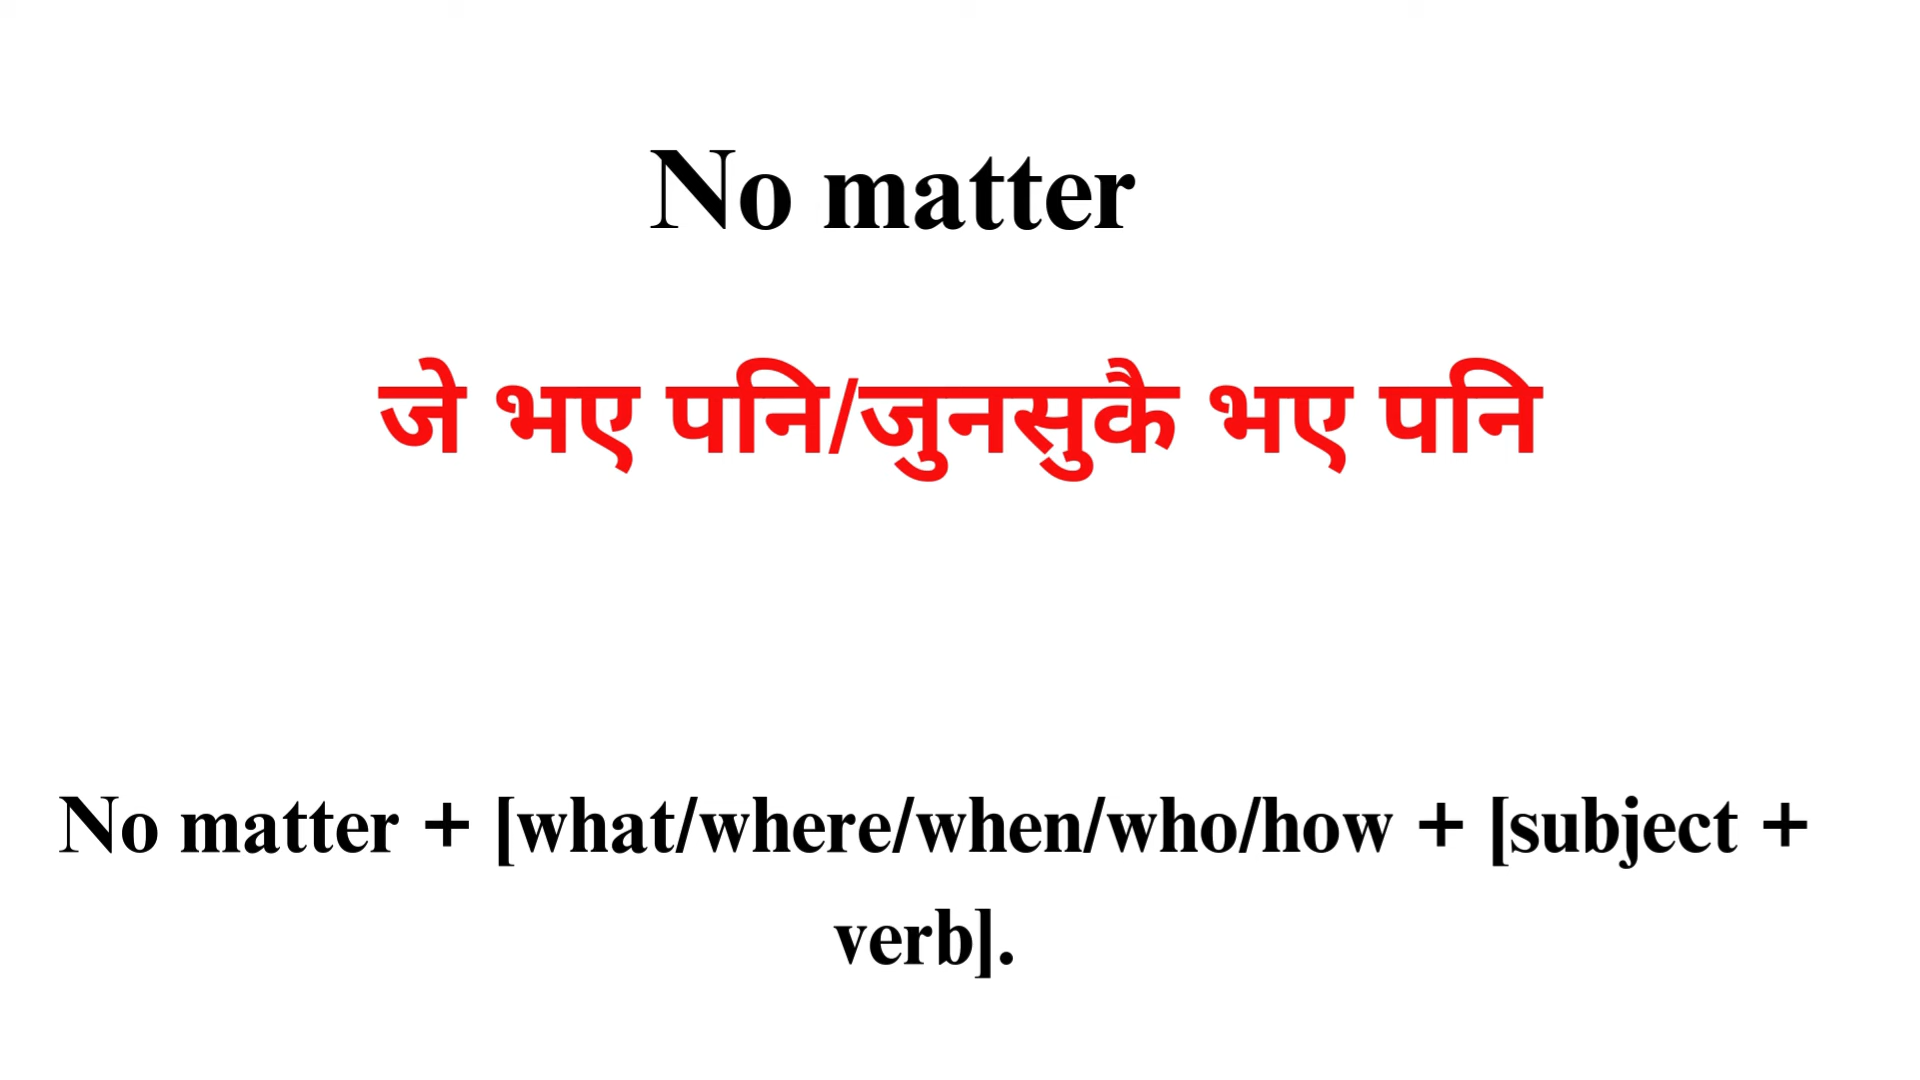 No matter
जे भए पनि/जुनसुकै भए पनि
No matter + [what/where/when/who/how + [subject +
verb].